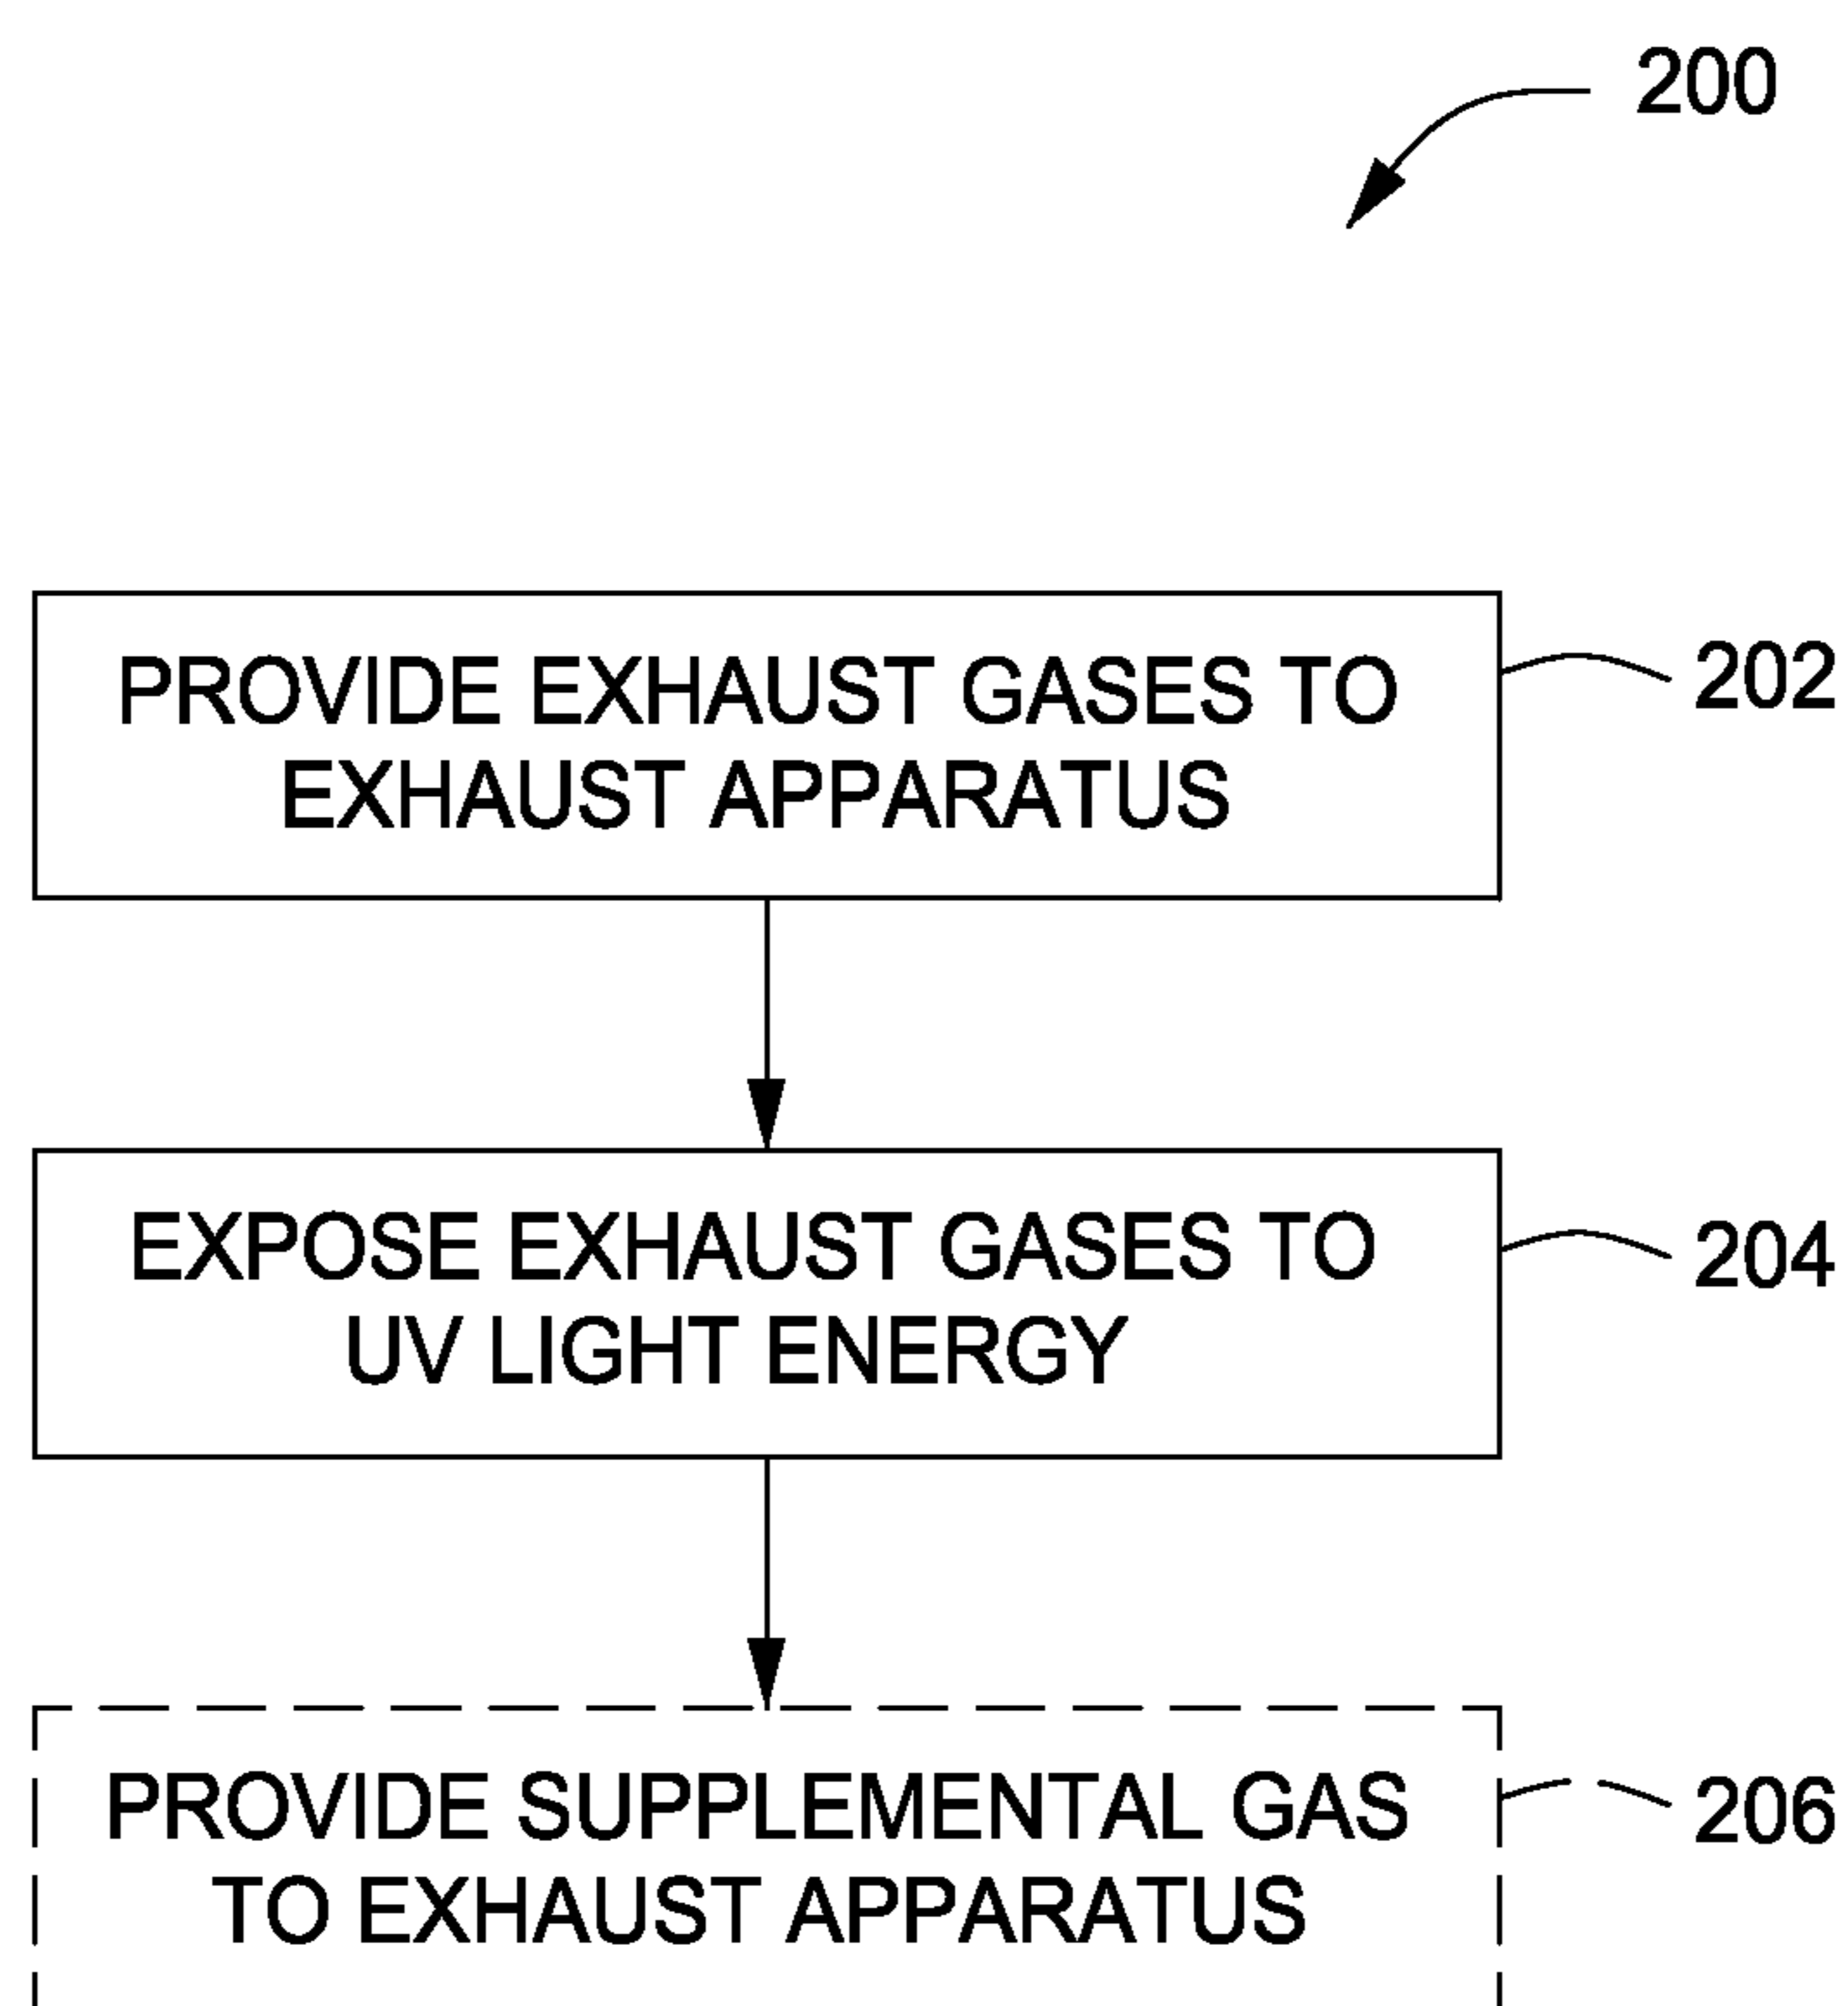 200
PROVIDE EXHAUST GASES TO
EXHAUST APPARATUS
202
EXPOSE EXHAUST GASES TO
UV LIGHT ENERGY
204
PROVIDE SUPPLEMENTAL GAS
TO EXHAUST APPARATUS
206